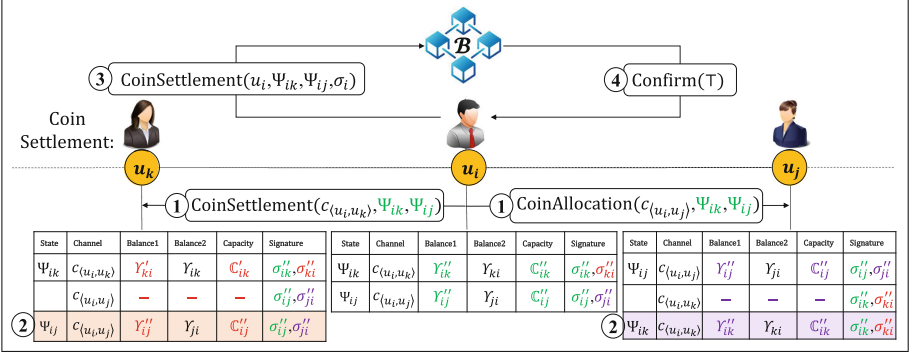 ℬ
③ CoinSettlement(u_i,Ψ_ik,Ψ_ij,σ_i)
④ Confirm(⊤)
Coin
Settlement:
u_k
u_i
u_j
① CoinSettlement(c_⟨u_i,u_k⟩,Ψ_ik,Ψ_ij)
① CoinAllocation(c_⟨u_i,u_j⟩,Ψ_ik,Ψ_ij)
State Channel Balance1 Balance2 Capacity Signature
Ψ_ik c_⟨u_i,u_k⟩ ϒ′_ki ϒ_ik ℂ′_ik σ″_ik,σ″_ki
c_⟨u_i,u_j⟩ – – – σ″_ij,σ″_ji
② Ψ_ij c_⟨u_i,u_j⟩ ϒ″_ij ϒ_ji ℂ″_ij σ″_ij,σ″_ji
State Channel Balance1 Balance2 Capacity Signature
Ψ_ik c_⟨u_i,u_k⟩ ϒ″_ik ϒ_ki ℂ″_ik σ″_ik,σ″_ki
Ψ_ij c_⟨u_i,u_j⟩ ϒ″_ij ϒ_ji ℂ″_ij σ″_ij,σ″_ji
State Channel Balance1 Balance2 Capacity Signature
Ψ_ij c_⟨u_i,u_j⟩ ϒ″_ij ϒ_ji ℂ″_ij σ″_ij,σ″_ji
c_⟨u_i,u_k⟩ – – – σ″_ik,σ″_ki
② Ψ_ik c_⟨u_i,u_k⟩ ϒ″_ik ϒ_ki ℂ″_ik σ″_ik,σ″_ki